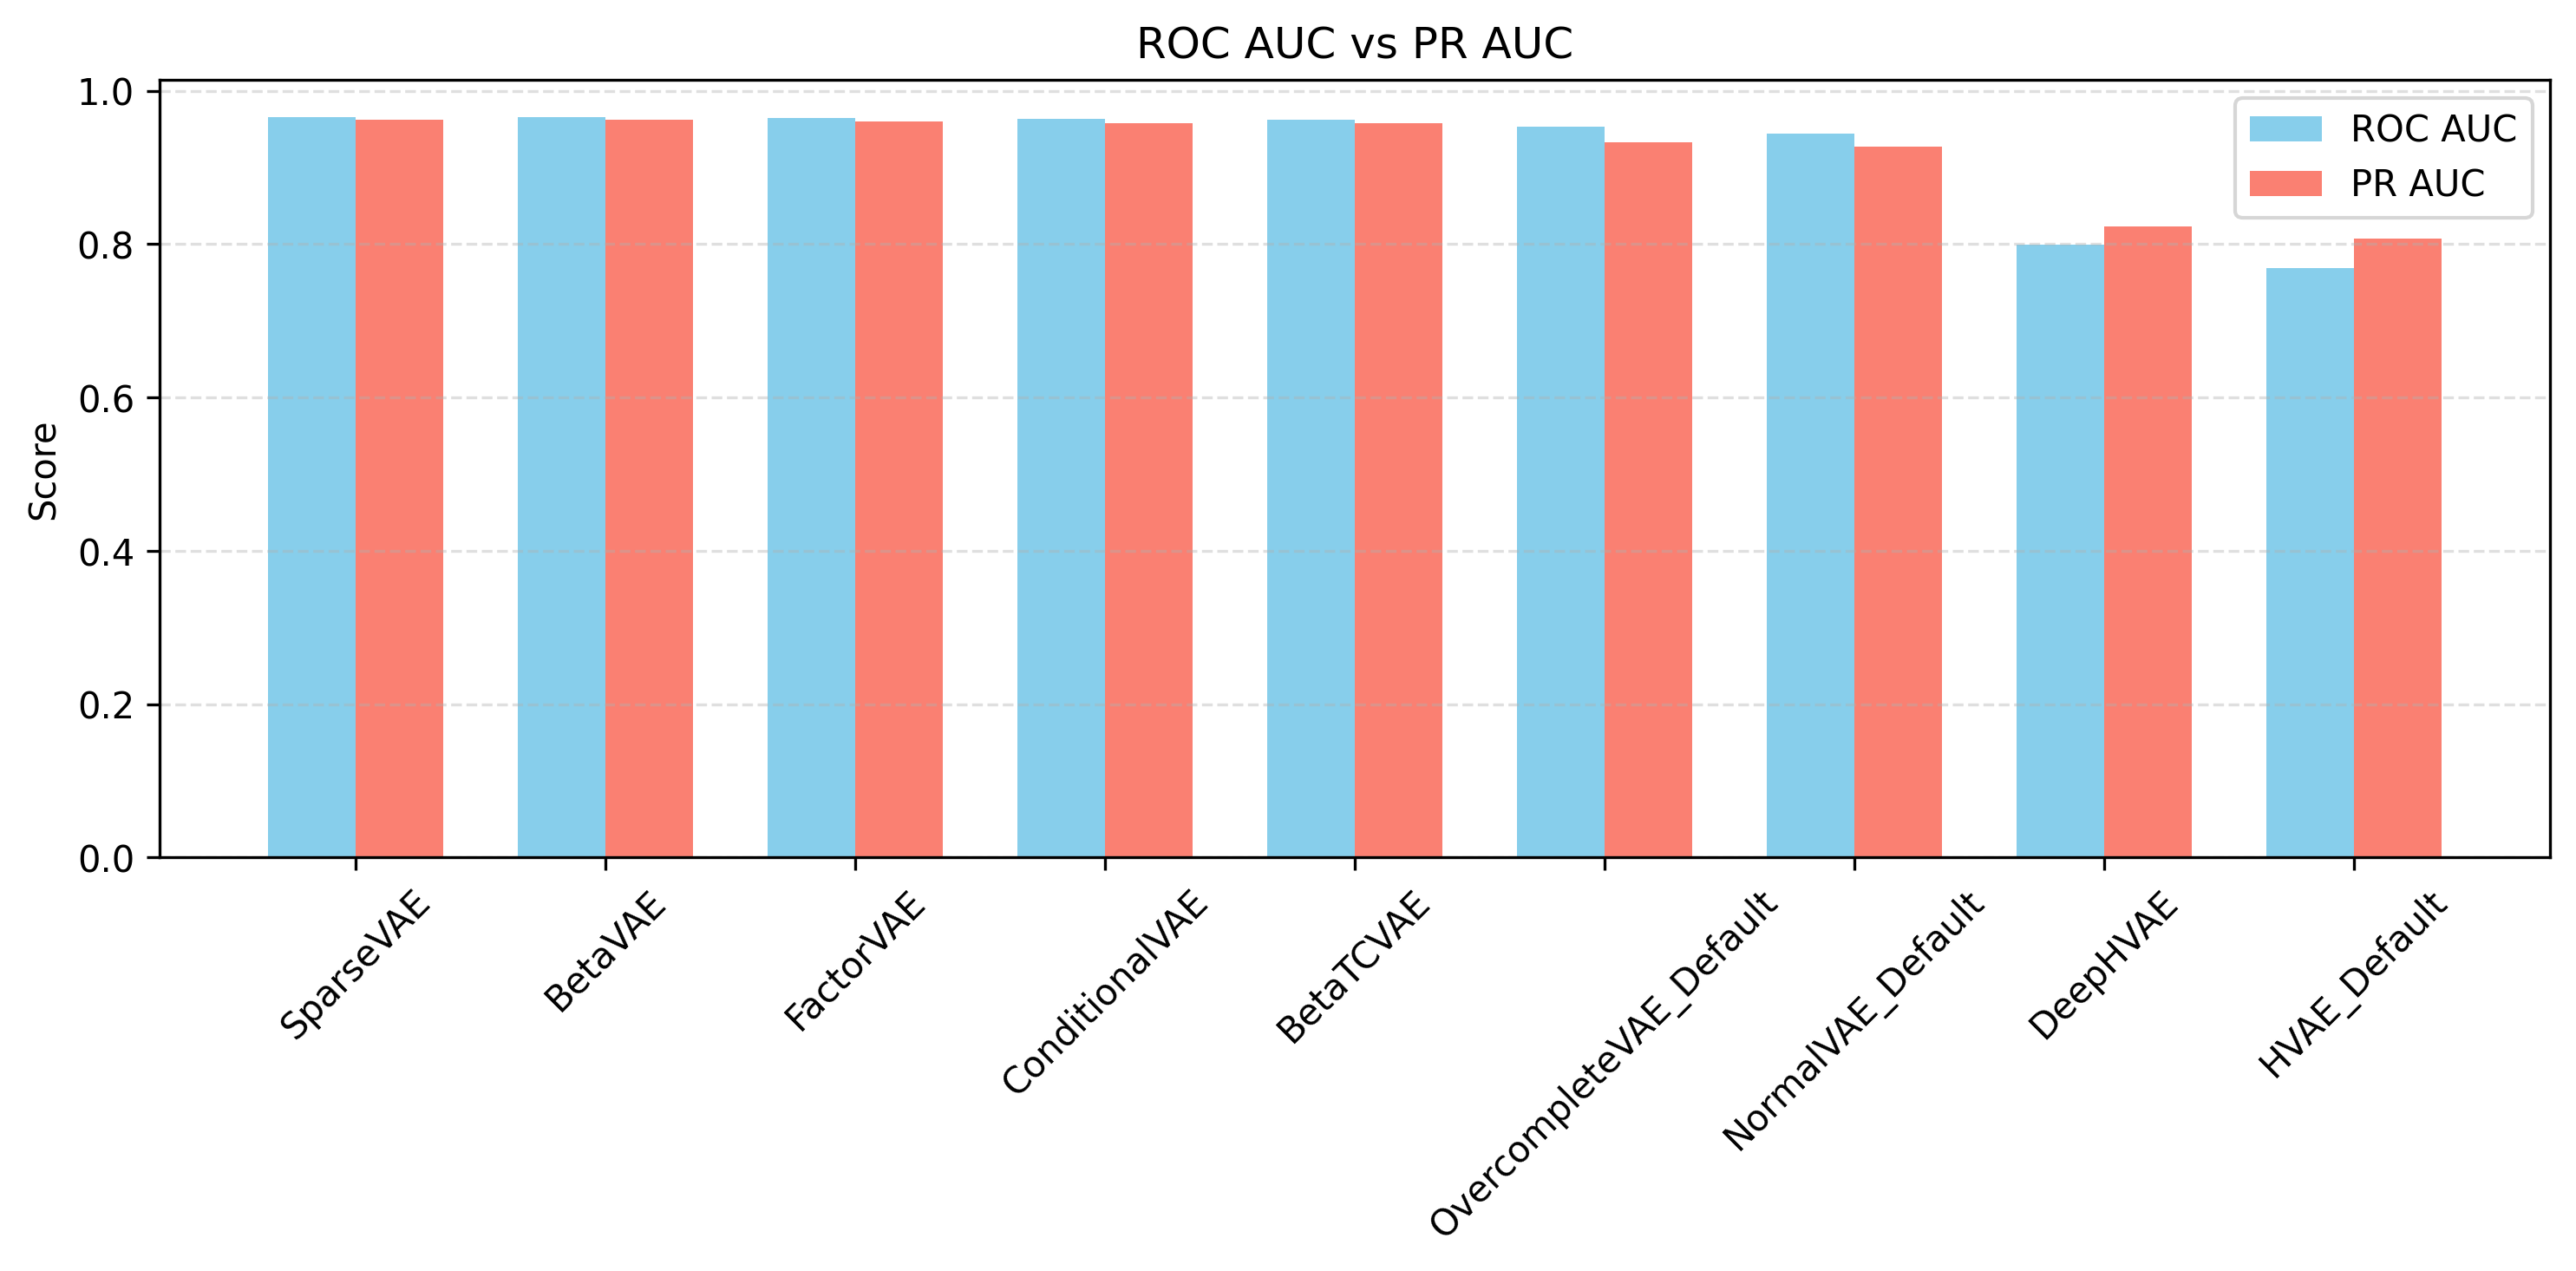 ROC AUC vs PR AUC
1.0
0.8
0.6
0.4
0.2
0.0
Score
ROC AUC
PR AUC
SparseVAE
BetaVAE
FactorVAE
ConditionalVAE
BetaTCVAE
OvercompleteVAE_Default
NormalVAE_Default
DeepHVAE
HVAE_Default